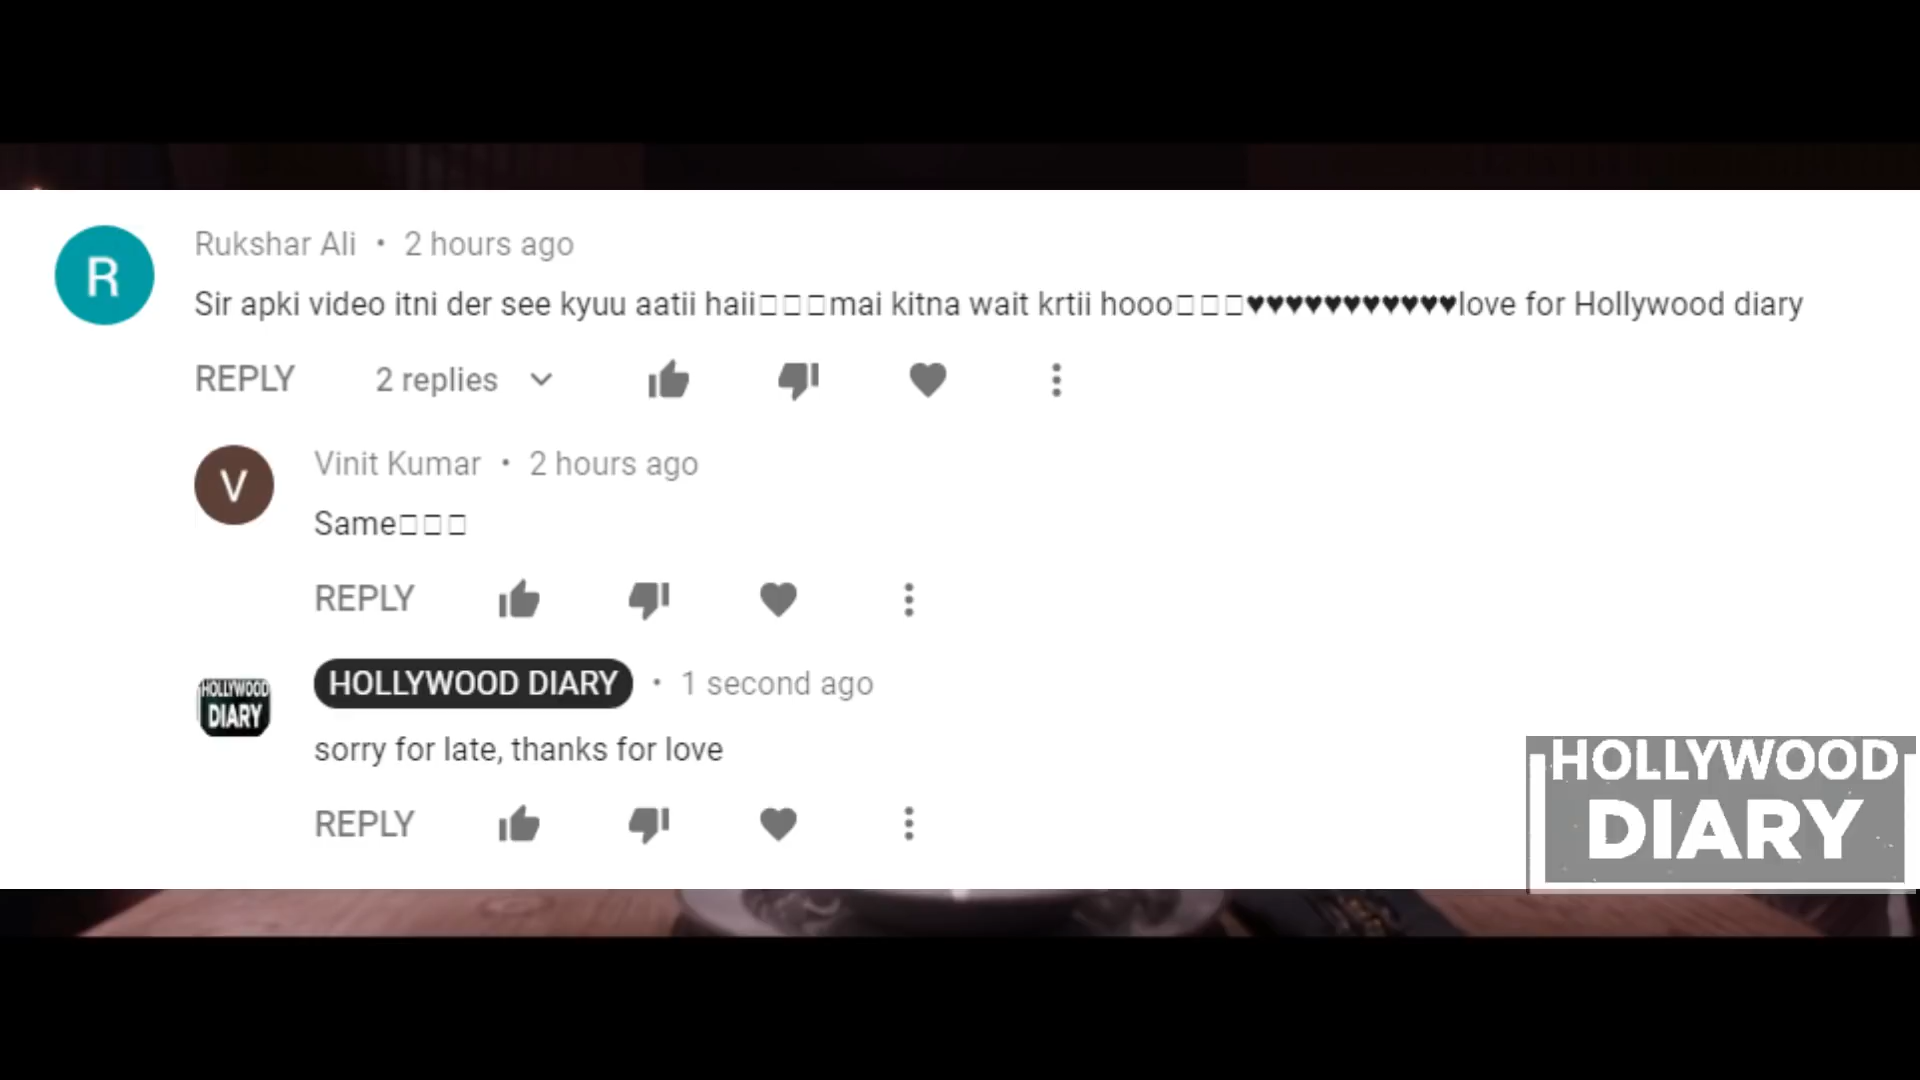 R
Rukshar Ali • 2 hours ago
Sir apki video itni der see kyuu aatii haii□□□mai kitna wait krtii hooo□□□♥♥♥♥♥♥♥♥♥♥♥love for Hollywood diary
REPLY 2 replies
V
Vinit Kumar • 2 hours ago
Same□□□
REPLY
HOLLYWOOD
DIARY
HOLLYWOOD DIARY • 1 second ago
sorry for late, thanks for love
REPLY
HOLLYWOOD
DIARY